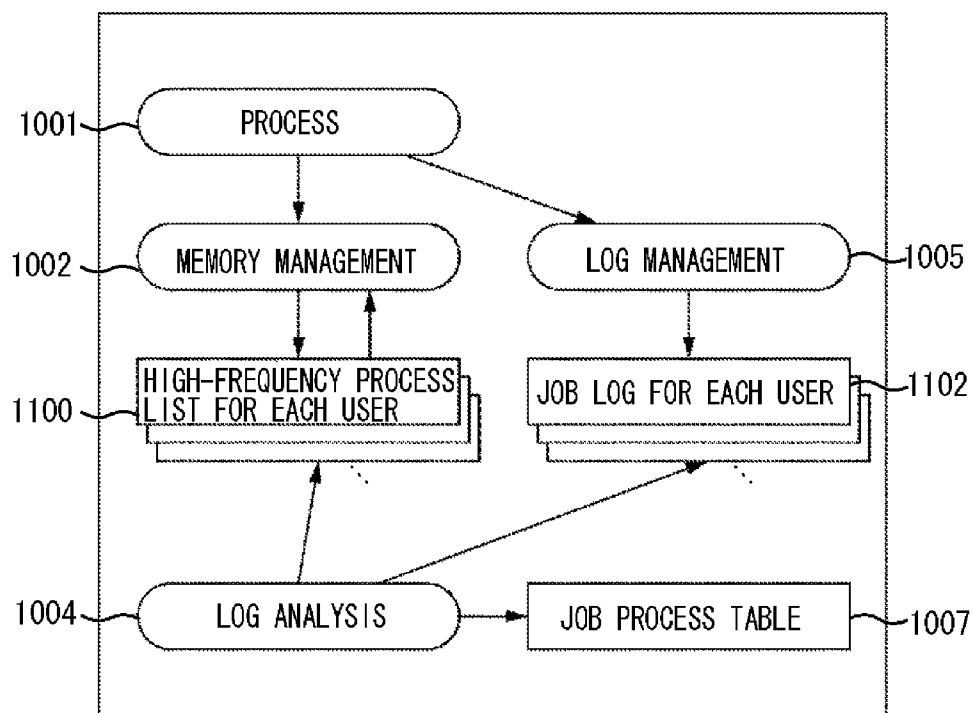 1001
PROCESS
1002
MEMORY MANAGEMENT
LOG MANAGEMENT
1005
1100
HIGH-FREQUENCY PROCESS
LIST FOR EACH USER
JOB LOG FOR EACH USER
1102
1004
LOG ANALYSIS
JOB PROCESS TABLE
1007